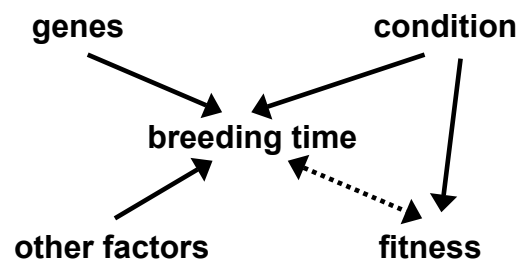 genes
condition
breeding time
other factors
fitness